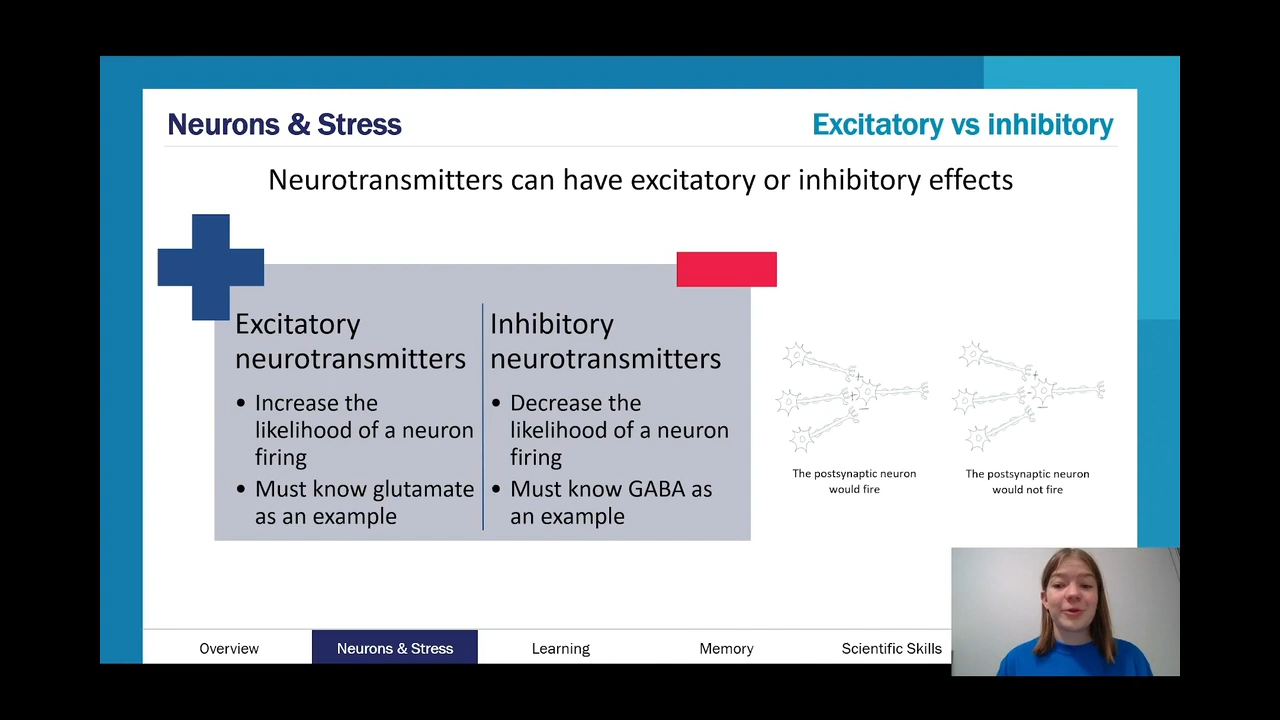 Neurons & Stress
Excitatory vs inhibitory
Neurotransmitters can have excitatory or inhibitory effects
Excitatory
neurotransmitters
• Increase the
likelihood of a neuron
firing
• Must know glutamate
as an example
Inhibitory
neurotransmitters
• Decrease the
likelihood of a neuron
firing
• Must know GABA as
an example
The postsynaptic neuron
would fire
The postsynaptic neuron
would not fire
Overview
Neurons & Stress
Learning
Memory
Scientific Skills